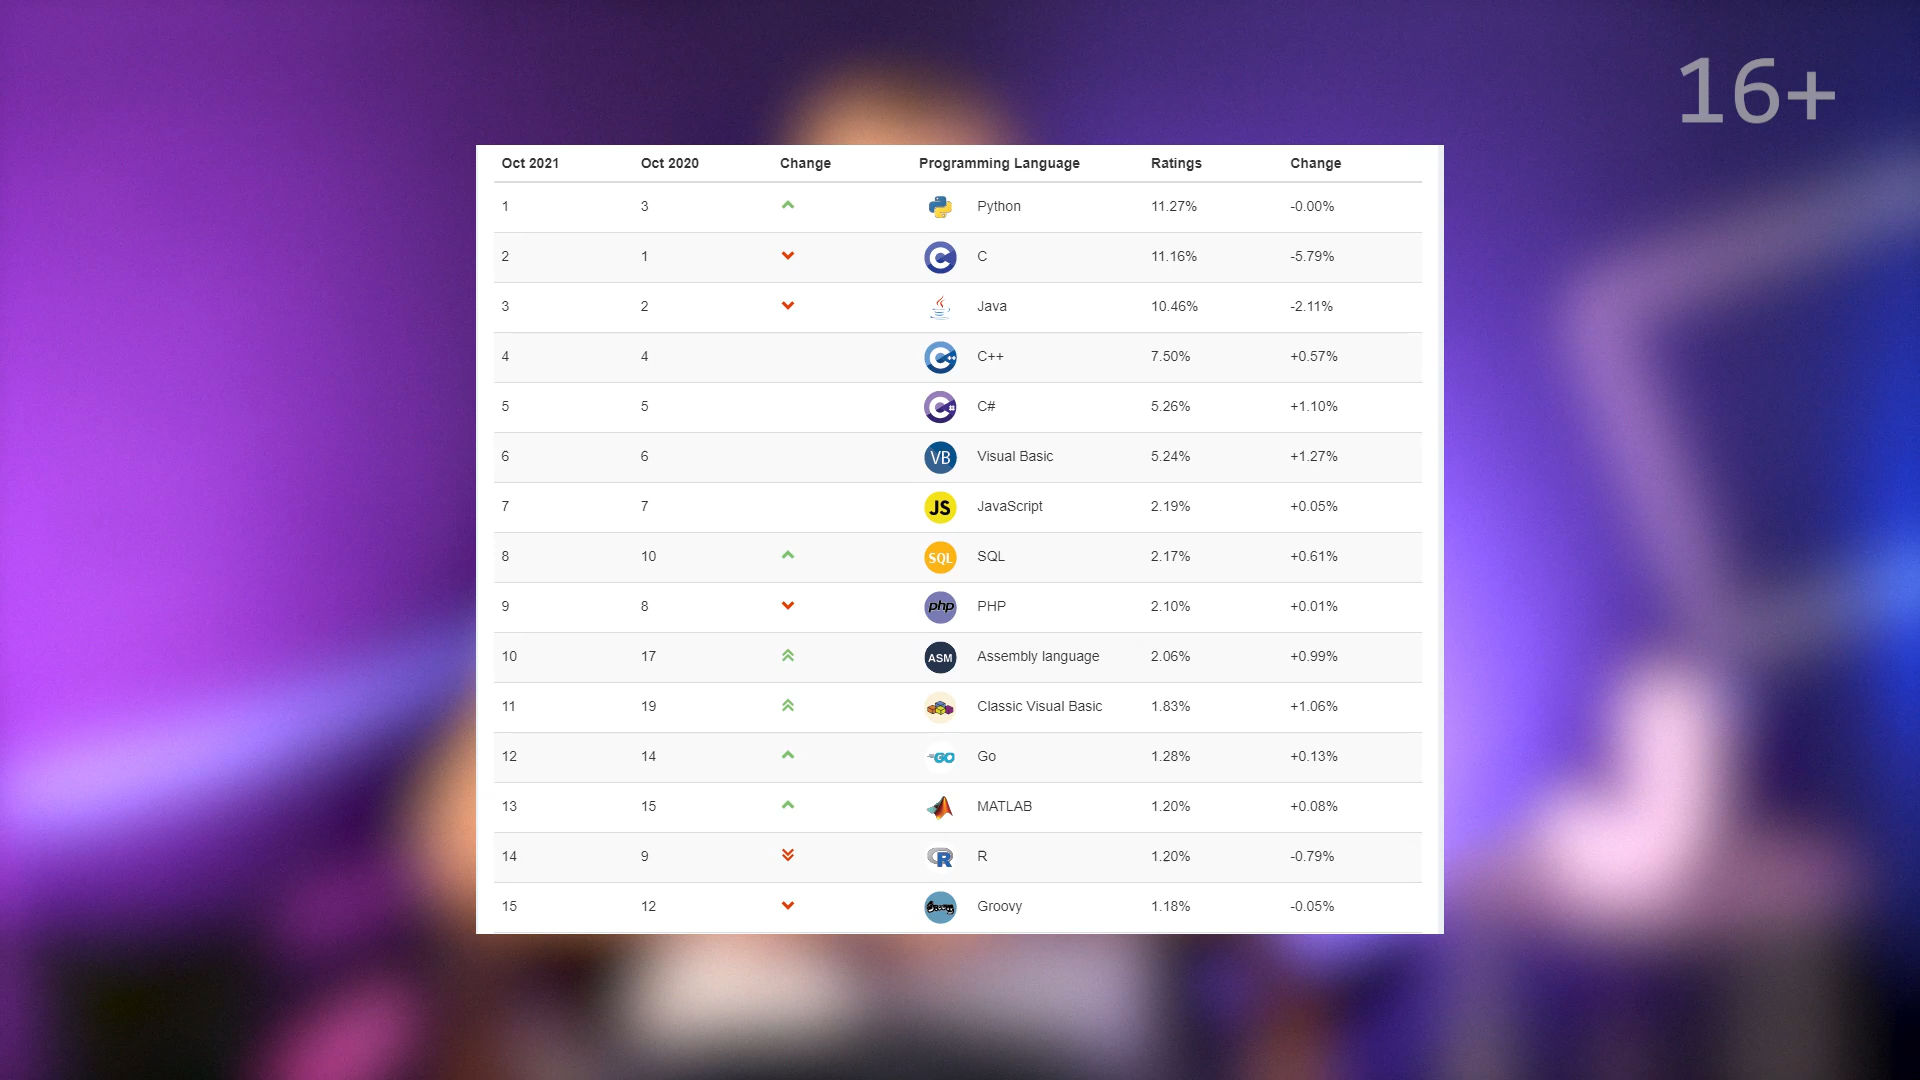 16+
Oct 2021 Oct 2020 Change Programming Language Ratings Change
1 3 Python 11.27% -0.00%
2 1 C 11.16% -5.79%
3 2 Java 10.46% -2.11%
4 4 C++ 7.50% +0.57%
5 5 C# 5.26% +1.10%
6 6 VB Visual Basic 5.24% +1.27%
7 7 JS JavaScript 2.19% +0.05%
8 10 SQL SQL 2.17% +0.61%
9 8 php PHP 2.10% +0.01%
10 17 ASM Assembly language 2.06% +0.99%
11 19 Classic Visual Basic 1.83% +1.06%
12 14 GO Go 1.28% +0.13%
13 15 MATLAB 1.20% +0.08%
14 9 R R 1.20% -0.79%
15 12 Groovy 1.18% -0.05%